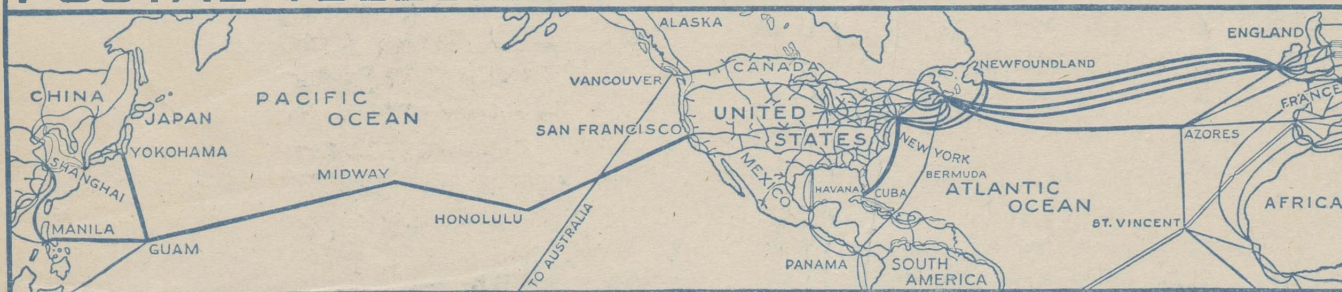 ALASKA
ENGLAND
NEWFOUNDLAND
CANADA
VANCOUVER
CHINA
PACIFIC
OCEAN
JAPAN
UNITED
STATES
SAN FRANCISCO
FRANCE
AZORES
NEW YORK
YOKOHAMA
SHANGHAI
MIDWAY
MEXICO
BERMUDA
HAVANA
CUBA
ATLANTIC
OCEAN
AFRICA
HONOLULU
ST. VINCENT
MANILA
GUAM
TO AUSTRALIA
PANAMA
SOUTH
AMERICA